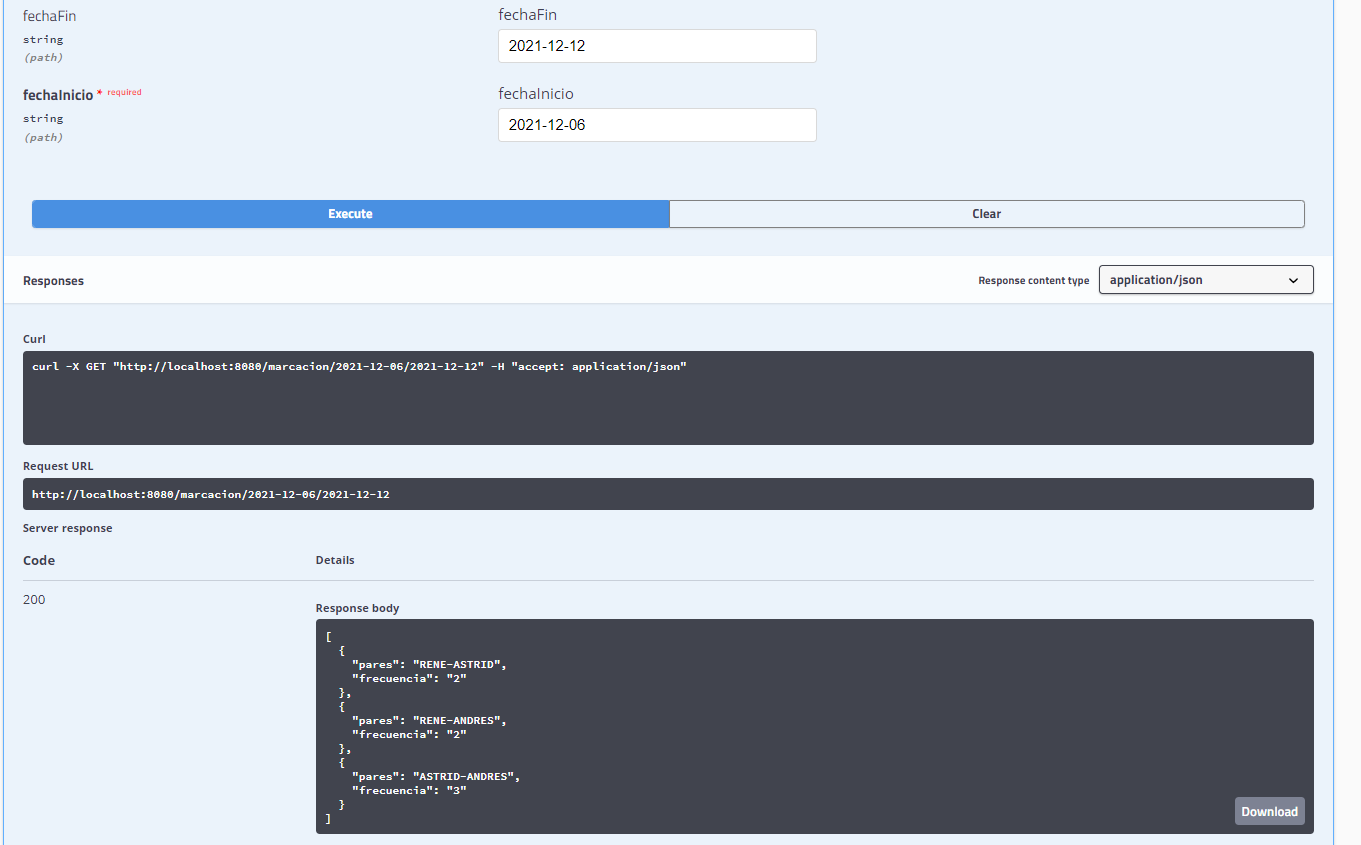 fechaFin
fechaFin
string
2021-12-12
(path)
fechaInicio * required
fechaInicio
string
2021-12-06
(path)
Execute
Clear
Responses
Response content type
application/json
Curl
curl -X GET "http://localhost:8080/marcacion/2021-12-06/2021-12-12" -H "accept: application/json"
Request URL
http://localhost:8080/marcacion/2021-12-06/2021-12-12
Server response
Code
Details
200
Response body
[
  {
    "pares": "RENE-ASTRID",
    "frecuencia": "2"
  },
  {
    "pares": "RENE-ANDRES",
    "frecuencia": "2"
  },
  {
    "pares": "ASTRID-ANDRES",
    "frecuencia": "3"
  }
]
Download